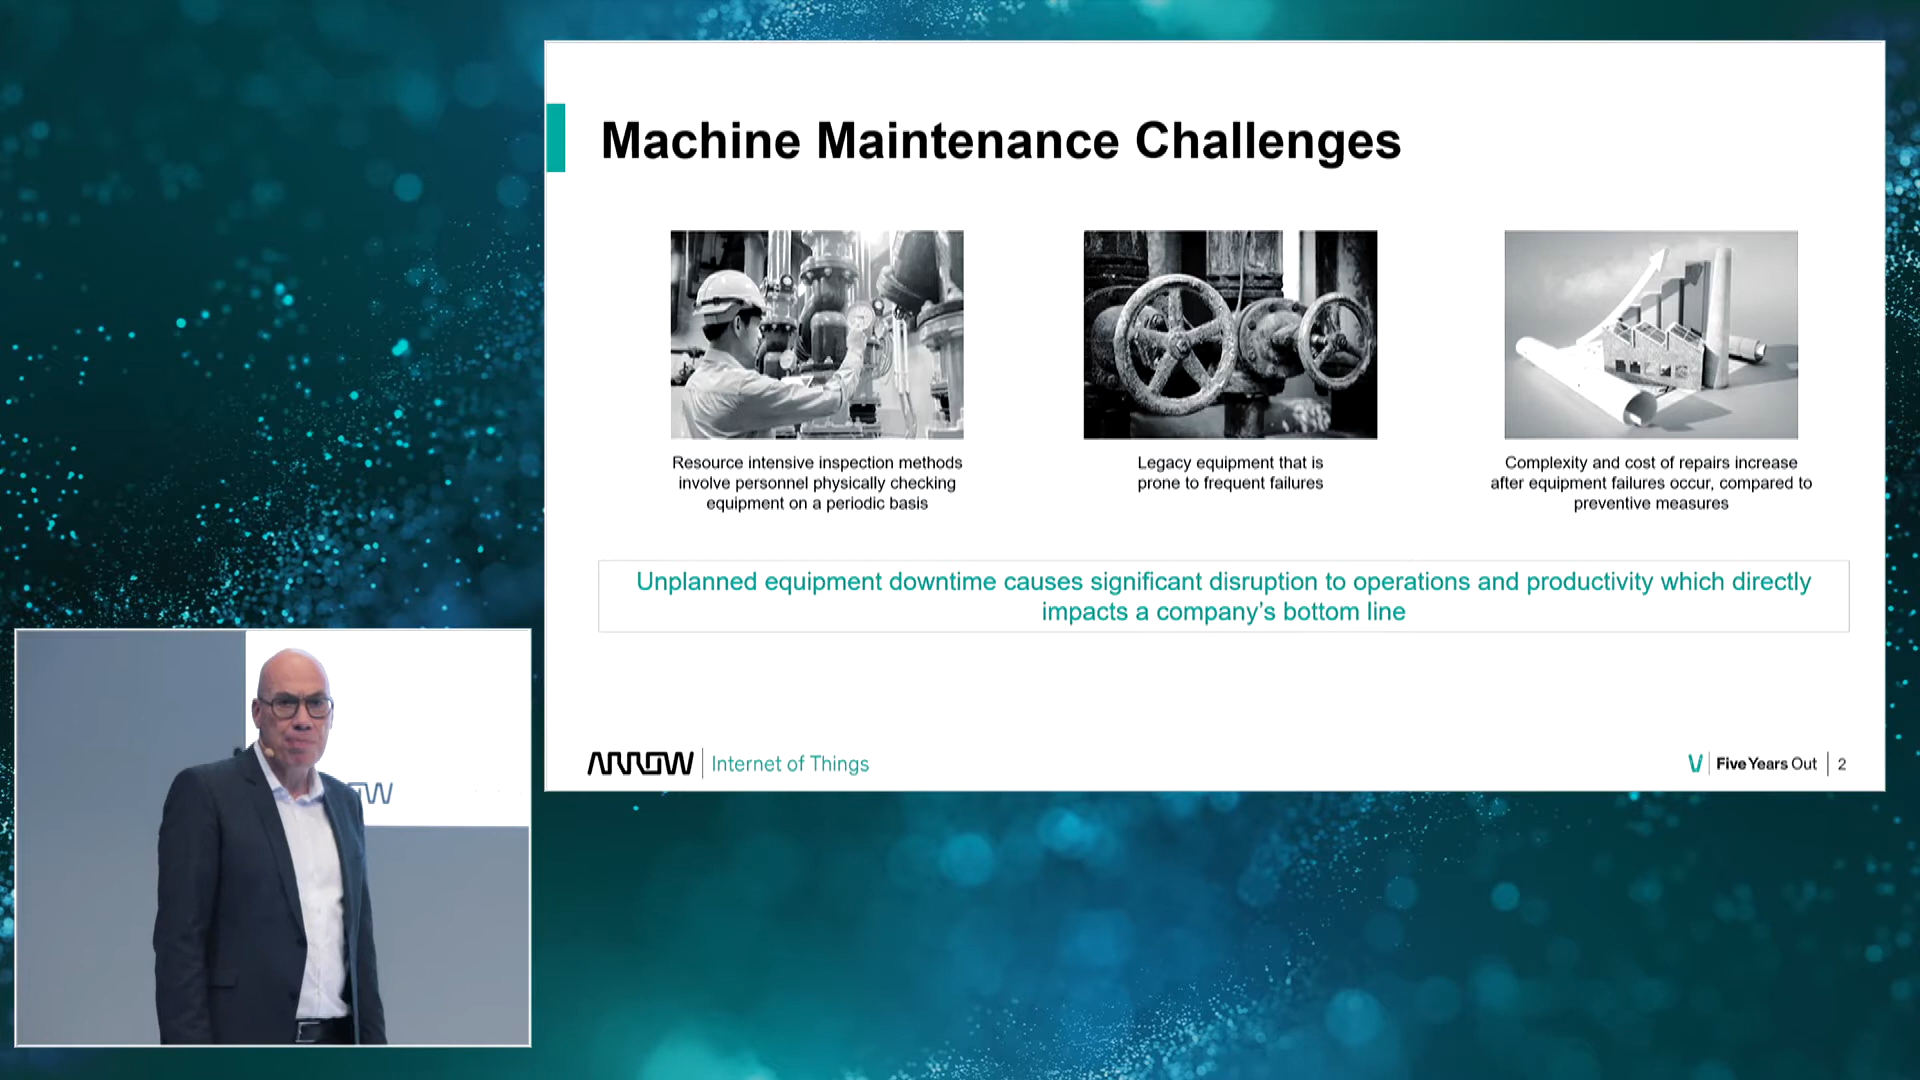 Machine Maintenance Challenges
Resource intensive inspection methods
involve personnel physically checking
equipment on a periodic basis
Legacy equipment that is
prone to frequent failures
Complexity and cost of repairs increase
after equipment failures occur, compared to
preventive measures
Unplanned equipment downtime causes significant disruption to operations and productivity which directly
impacts a company’s bottom line
ARROW | Internet of Things
Five Years Out | 2